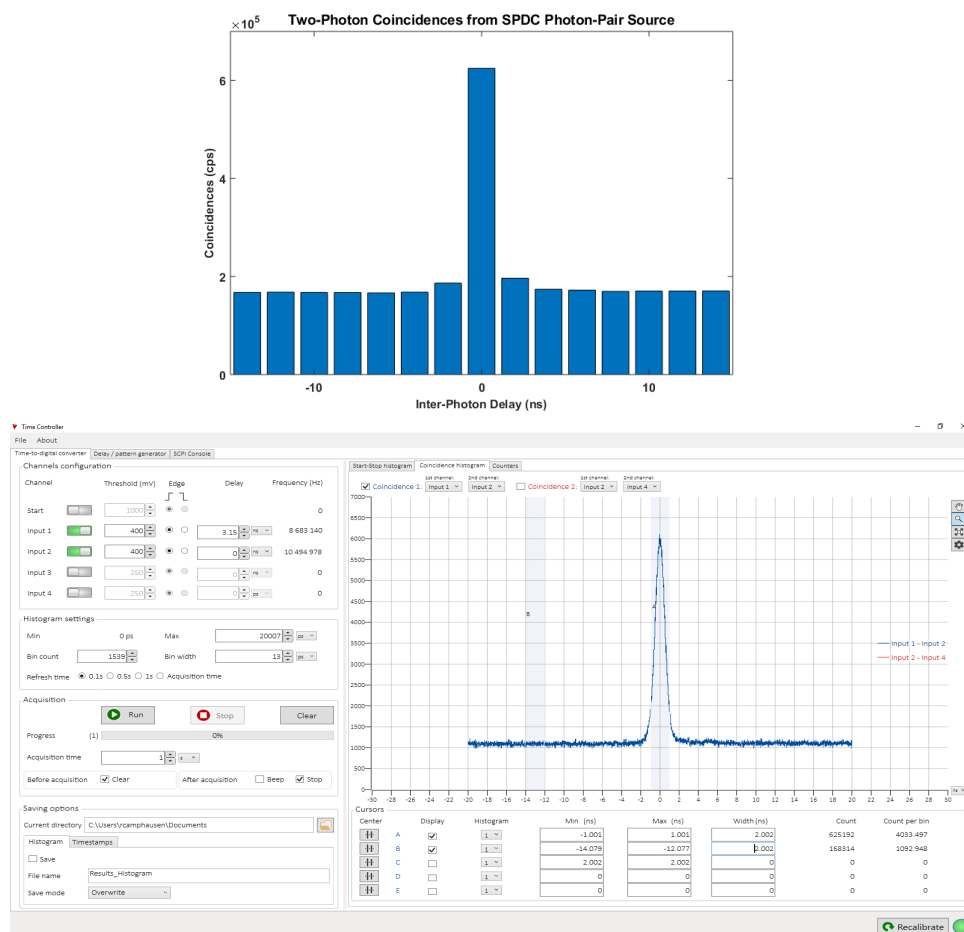 Two-Photon Coincidences from SPDC Photon-Pair Source
×10⁵
6
4
2
0
Coincidences (cps)
-10 0 10
Inter-Photon Delay (ns)
Time Controller
File About
Time-to-digital converter Delay / pattern generator SCPI Console
Channels configuration
Channel Threshold (mV) Edge Delay Frequency (Hz)
Start 1000 0
Input 1 400 3.15 ns 8 683 140
Input 2 400 0 ns 10 494 978
Input 3 250 0 ns 0
Input 4 250 0 ps 0
Histogram settings
Min 0 ps Max 20007 ps
Bin count 1539 Bin width 13 ps
Refresh time 0.1s 0.5s 1s Acquisition time
Acquisition
Run Stop Clear
Progress (1) 0%
Acquisition time 1 s
Before acquisition Clear After acquisition Beep Stop
Saving options
Current directory C:\Users\rcamphausen\Documents
Histogram Timestamps
Save
File name Results_Histogram
Save mode Overwrite
Start-Stop histogram Coincidence histogram Counters
1st channel: 2nd channel: 1st channel: 2nd channel:
Coincidence 1: Input 1 Input 2 Coincidence 2: Input 2 Input 4
7000
6500
6000
5500
5000
4500
4000
3500
3000
2500
2000
1500
1000
500
0
B
A
Input 1 - Input 2
Input 2 - Input 4
-30 -28 -26 -24 -22 -20 -18 -16 -14 -12 -10 -8 -6 -4 -2 0 2 4 6 8 10 12 14 16 18 20 22 24 26 28 30 ns
Cursors
Center Display Histogram Min (ns) Max (ns) Width (ns) Count Count per bin
A 1 -1.001 1.001 2.002 625192 4033.497
B 1 -14.079 -12.077 2.002 168314 1092.948
C 1 2.002 2.002 0 0 0
D 1 0 0 0 0 0
E 1 0 0 0 0 0
Recalibrate